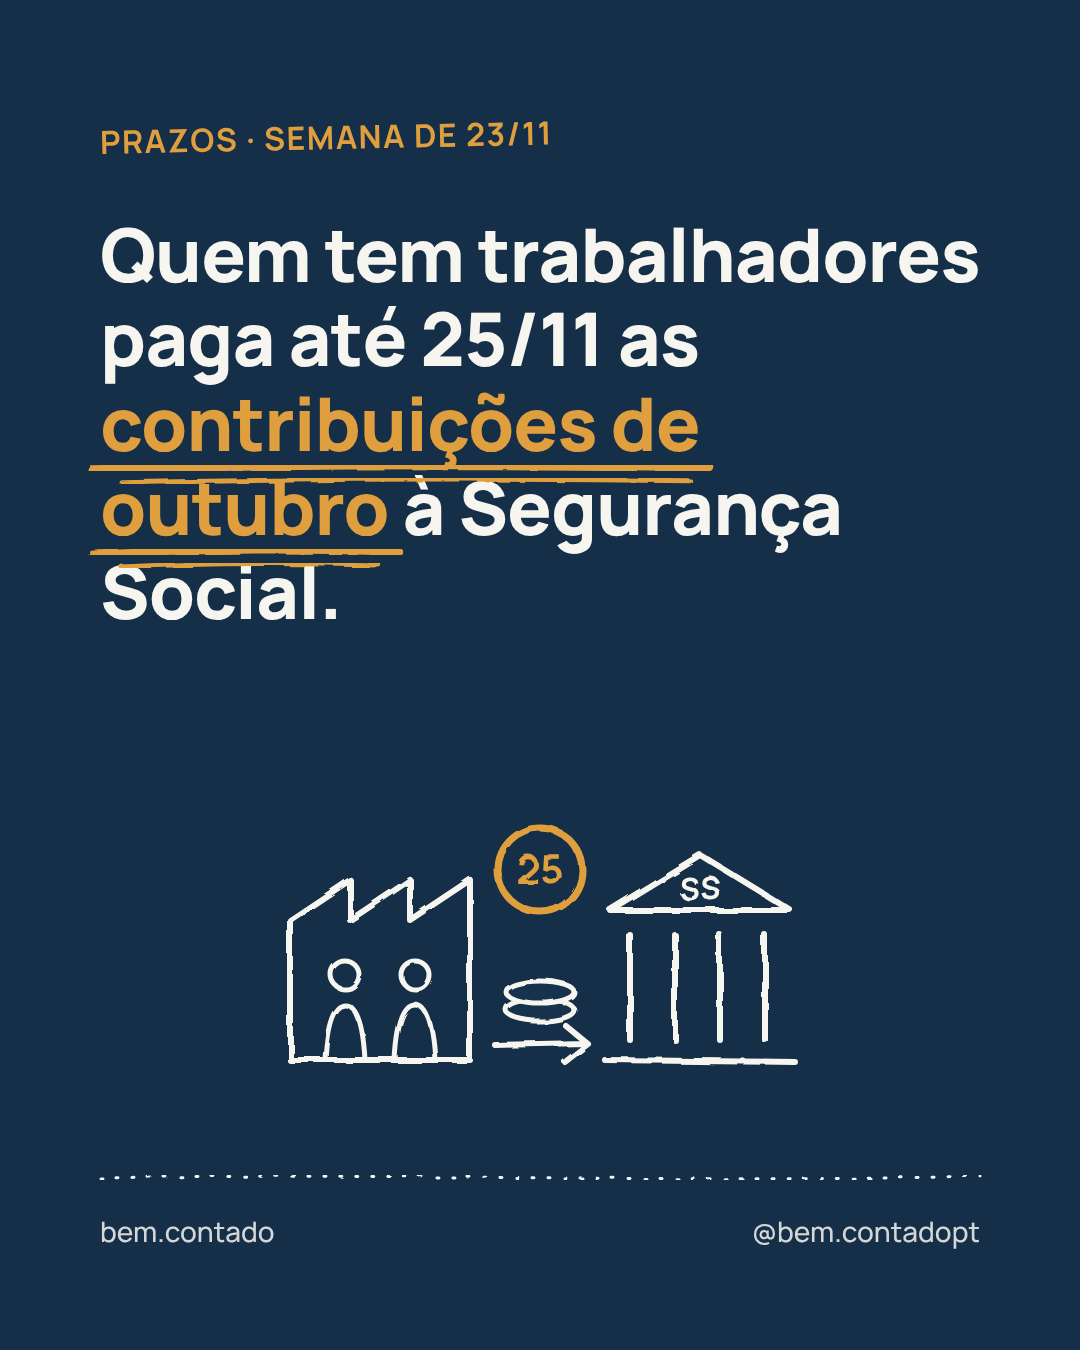 PRAZOS · SEMANA DE 23/11
Quem tem trabalhadores
paga até 25/11 as
contribuições de
outubro à Segurança
Social.
25
SS
bem.contado
@bem.contadopt